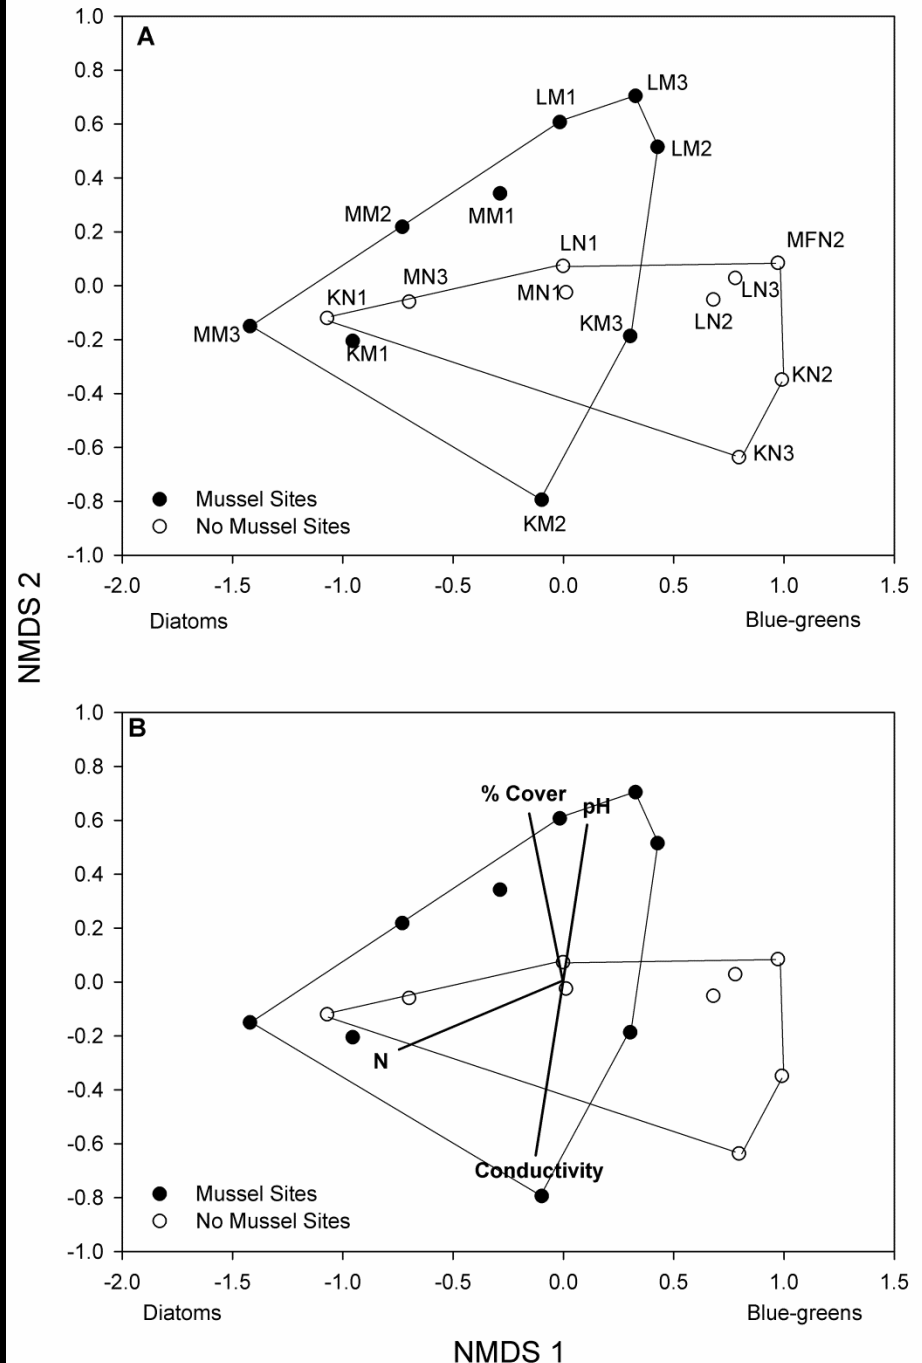 1.0
A
0.8
LM3
LM1
0.6
LM2
0.4
MM2
MM1
0.2
LN1
MFN2
MN3
0.0
KN1
MN1
LN3
LN2
KM3
MM3
-0.2
KM1
KN2
-0.4
KN3
-0.6
-0.8
Mussel Sites
KM2
No Mussel Sites
-1.0
-2.0 -1.5 -1.0 -0.5 0.0 0.5 1.0 1.5
Diatoms Blue-greens
NMDS 2
1.0
B
0.8
% Cover
pH
0.6
0.4
0.2
0.0
-0.2
N
-0.4
-0.6
Conductivity
-0.8
Mussel Sites
No Mussel Sites
-1.0
-2.0 -1.5 -1.0 -0.5 0.0 0.5 1.0 1.5
Diatoms Blue-greens
NMDS 1